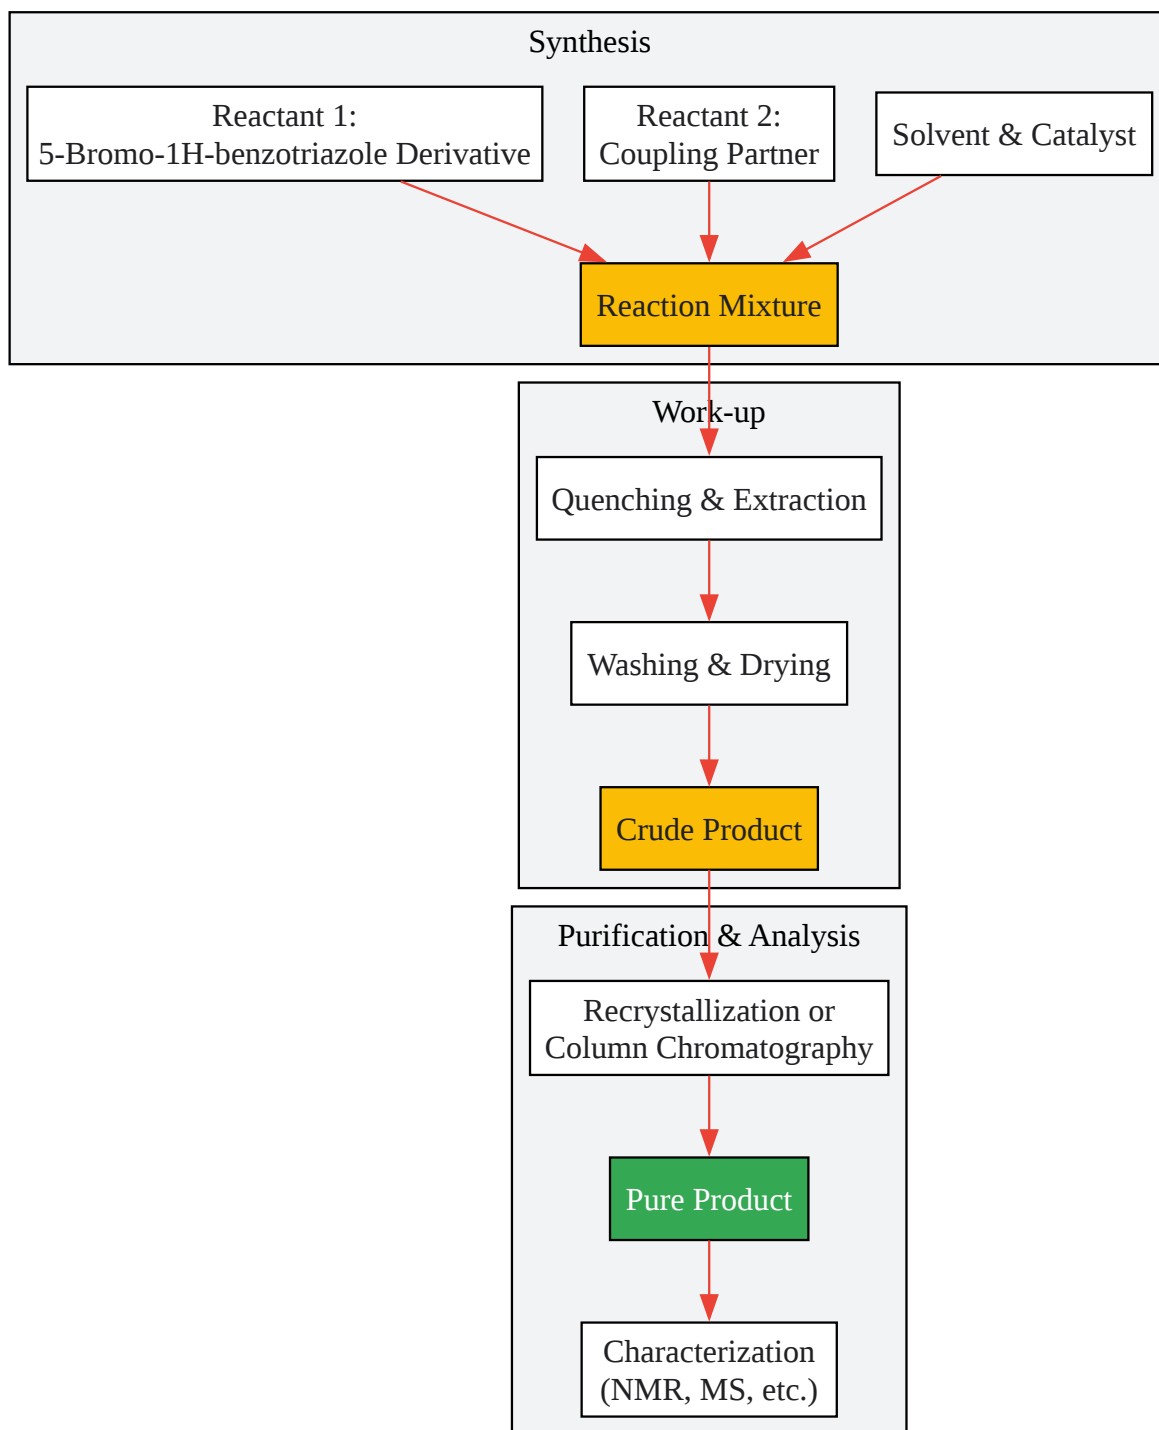 Synthesis
Reactant 1:
5-Bromo-1H-benzotriazole Derivative
Reactant 2:
Coupling Partner
Solvent & Catalyst
Reaction Mixture
Work-up
Quenching & Extraction
Washing & Drying
Crude Product
Purification & Analysis
Recrystallization or
Column Chromatography
Pure Product
Characterization
(NMR, MS, etc.)